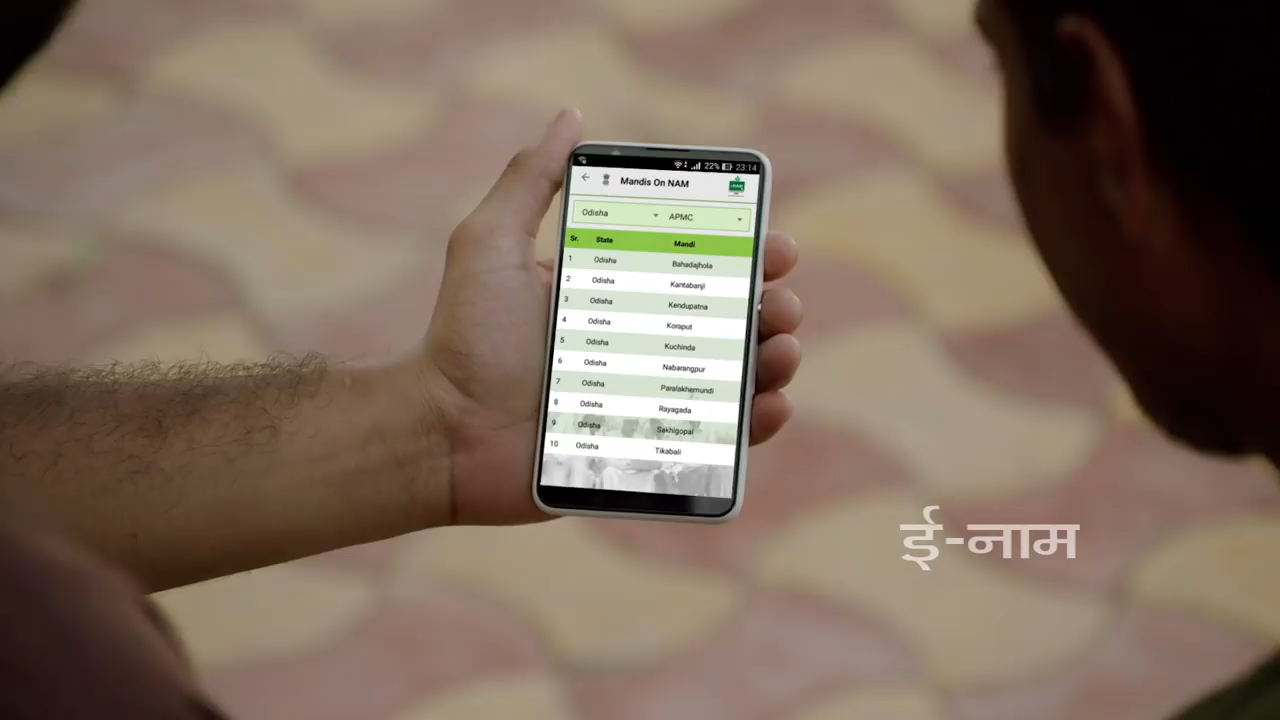 22% 23:14
Mandis On NAM
Odisha APMC
Sr. State Mandi
1 Odisha Bahadajhola
2 Odisha Kantabanji
3 Odisha Kendupatna
4 Odisha Koraput
5 Odisha Kuchinda
6 Odisha Nabarangpur
7 Odisha Paralakhemundi
8 Odisha Rayagada
9 Odisha Sakhigopal
10 Odisha Tikabali
ई-नाम